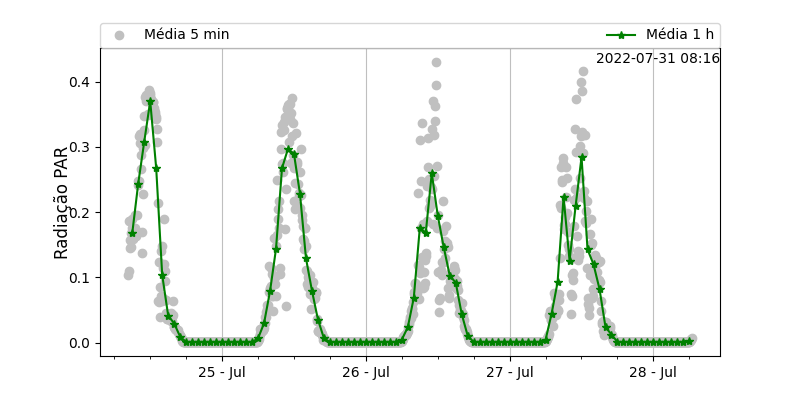 Média 5 min
Média 1 h
2022-07-31 08:16
Radiação PAR
0.4
0.3
0.2
0.1
0.0
25 - Jul
26 - Jul
27 - Jul
28 - Jul